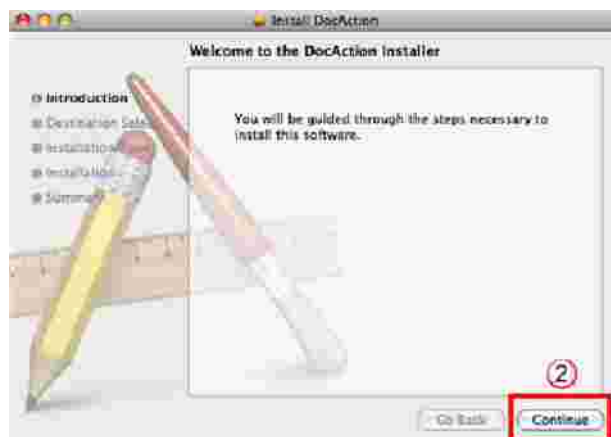 Install DocAction
Welcome to the DocAction Installer
Introduction
Destination Sele
Installation
Installation
Summary
You will be guided through the steps necessary to
install this software.
②
Go Back
Continue